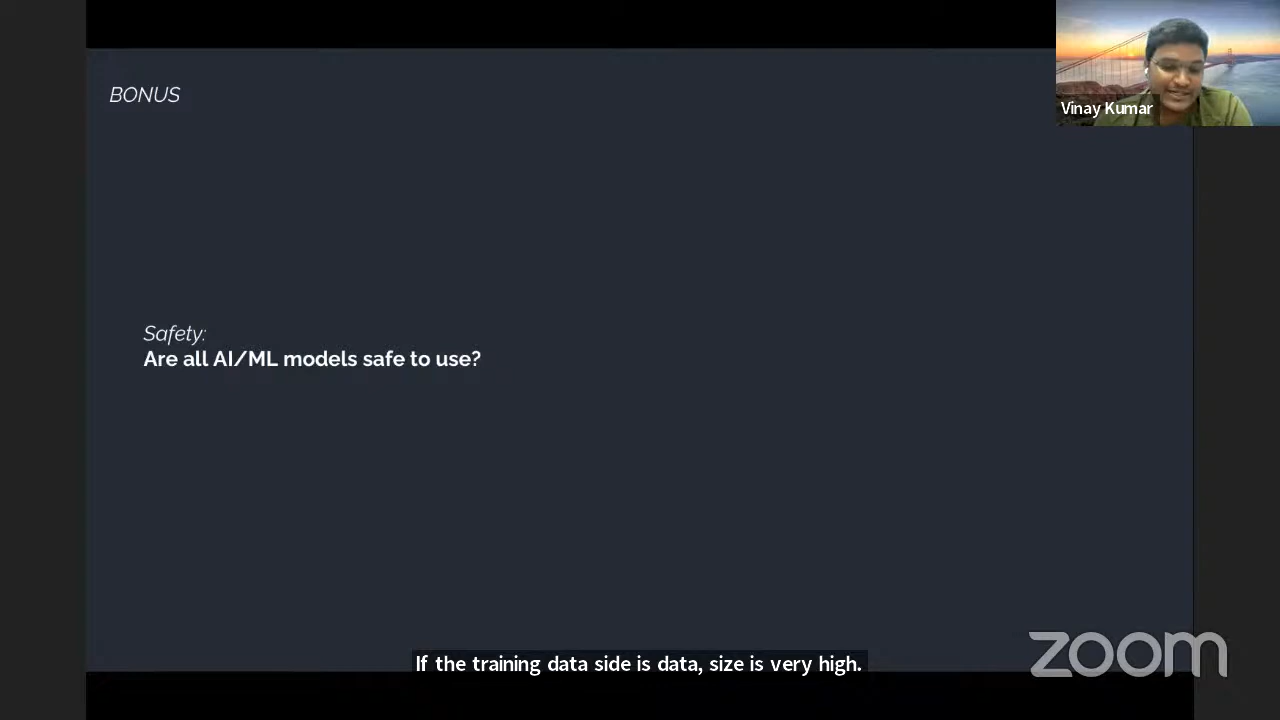 BONUS
Vinay Kumar
Safety:
Are all AI/ML models safe to use?
If the training data side is data, size is very high.
zoom